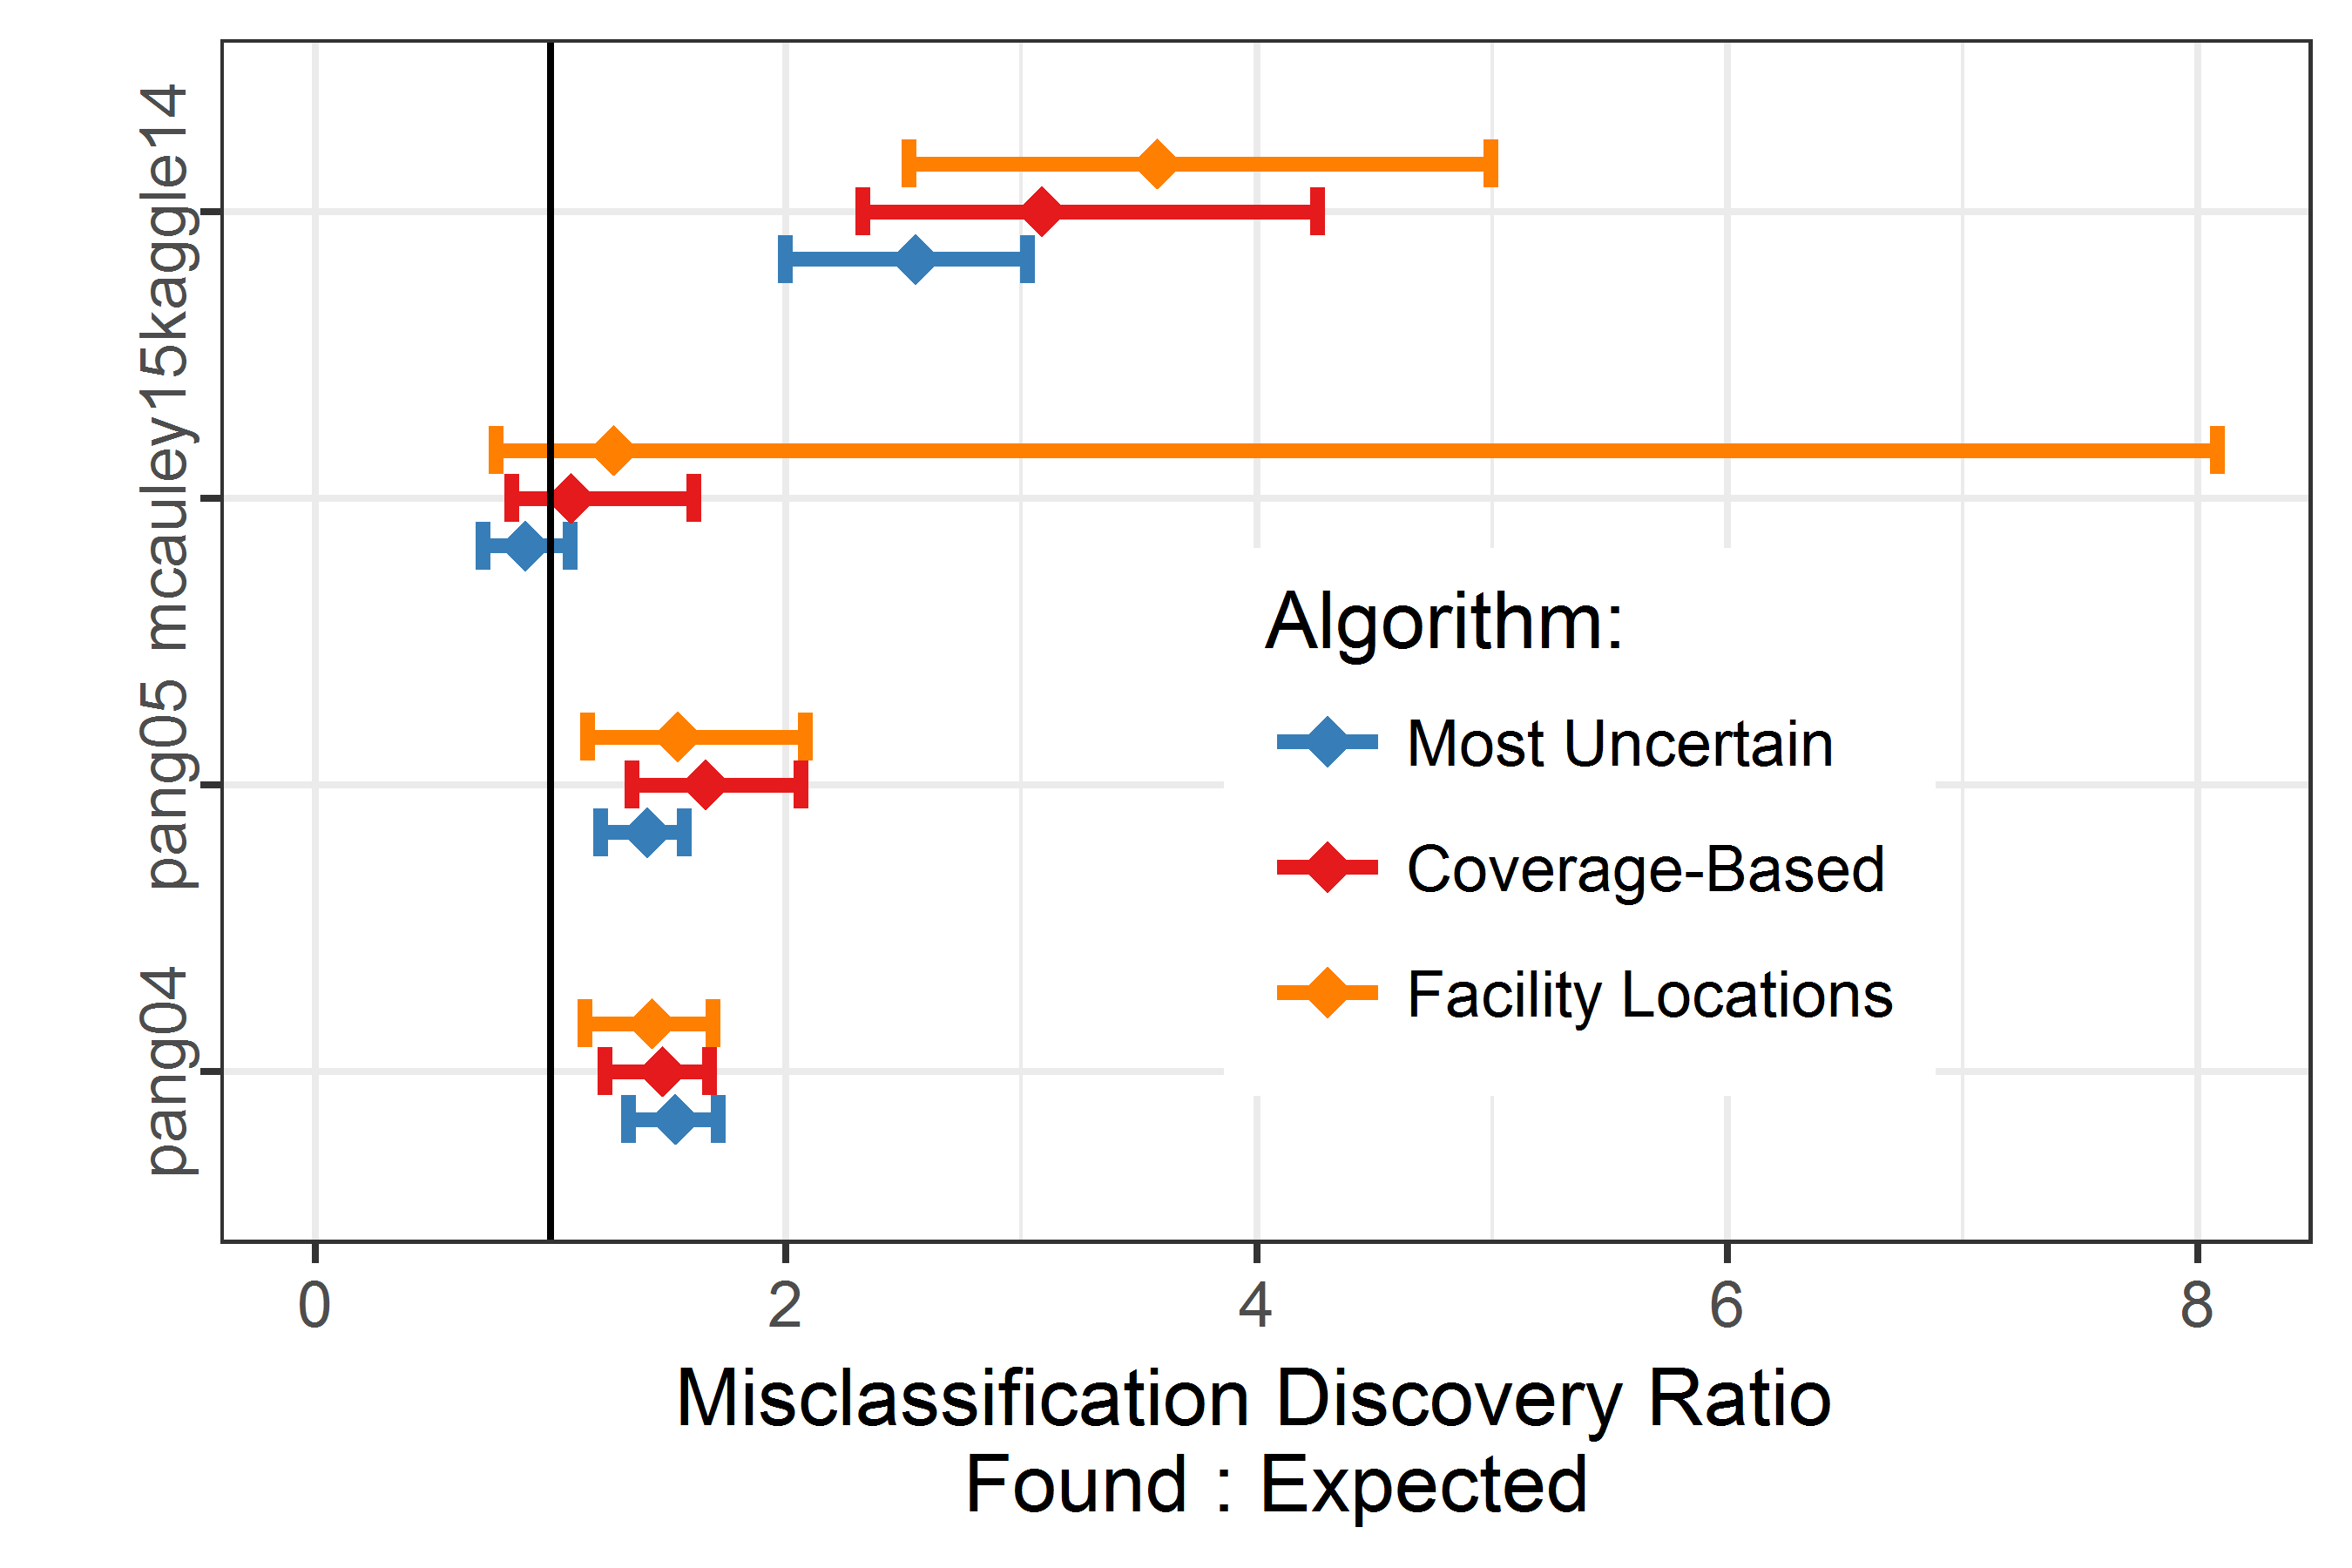 kaggle14
mcauley15
pang05
pang04
Algorithm:
Most Uncertain
Coverage-Based
Facility Locations
0 2 4 6 8
Misclassification Discovery Ratio
Found : Expected